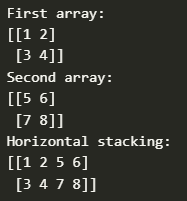 First array:
[[1 2]
 [3 4]]
Second array:
[[5 6]
 [7 8]]
Horizontal stacking:
[[1 2 5 6]
 [3 4 7 8]]